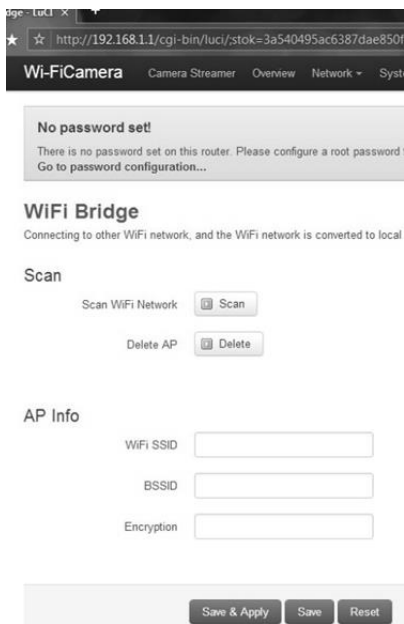 dge - LuCI ×
http://192.168.1.1/cgi-bin/luci/;stok=3a540495ac6387dae850f
Wi-FiCamera Camera Streamer Overview Network Syst
No password set!
There is no password set on this router. Please configure a root password
Go to password configuration...
WiFi Bridge
Connecting to other WiFi network, and the WiFi network is converted to local
Scan
Scan WiFi Network Scan
Delete AP Delete
AP Info
WiFi SSID
BSSID
Encryption
Save & Apply Save Reset